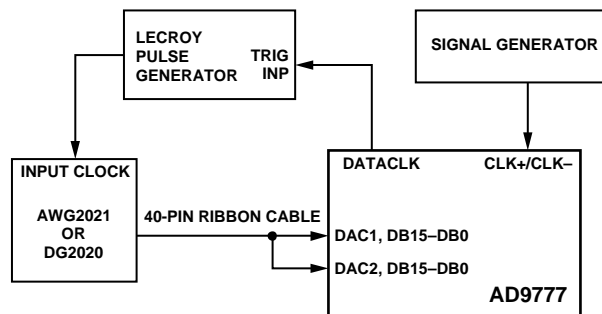 LECROY
PULSE
GENERATOR
TRIG
INP
SIGNAL GENERATOR
INPUT CLOCK
AWG2021
OR
DG2020
40-PIN RIBBON CABLE
DATACLK
CLK+/CLK–
DAC1, DB15–DB0
DAC2, DB15–DB0
AD9777